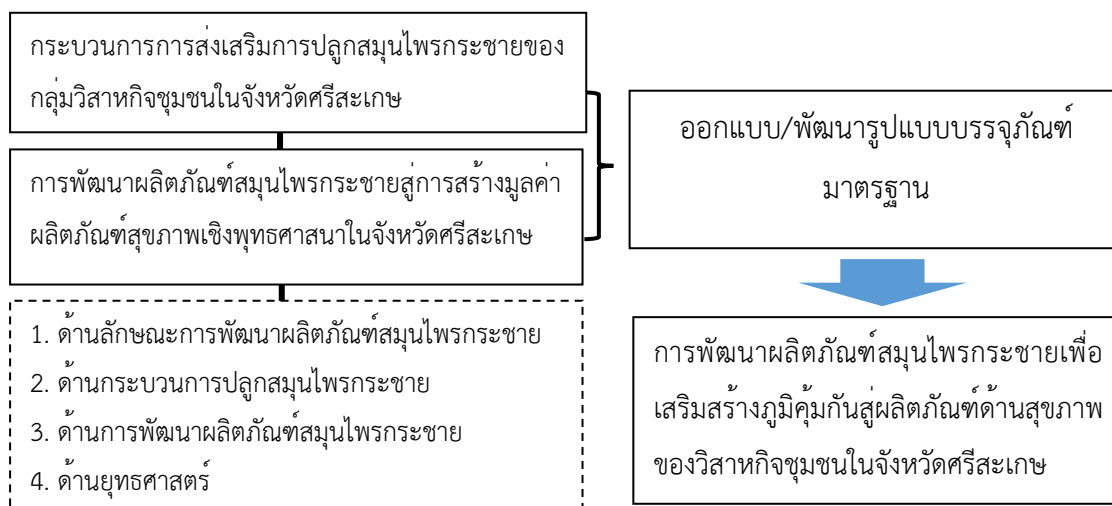 กระบวนการการส่งเสริมการปลูกสมุนไพรกระชายของ
กลุ่มวิสาหกิจชุมชนในจังหวัดศรีสะเกษ
การพัฒนาผลิตภัณฑ์สมุนไพรกระชายสู่การสร้างมูลค่า
ผลิตภัณฑ์สุขภาพเชิงพุทธศาสนาในจังหวัดศรีสะเกษ
1. ด้านลักษณะการพัฒนาผลิตภัณฑ์สมุนไพรกระชาย
2. ด้านกระบวนการปลูกสมุนไพรกระชาย
3. ด้านการพัฒนาผลิตภัณฑ์สมุนไพรกระชาย
4. ด้านยุทธศาสตร์
ออกแบบ/พัฒนารูปแบบบรรจุภัณฑ์
มาตรฐาน
การพัฒนาผลิตภัณฑ์สมุนไพรกระชายเพื่อ
เสริมสร้างภูมิคุ้มกันสู่ผลิตภัณฑ์ด้านสุขภาพ
ของวิสาหกิจชุมชนในจังหวัดศรีสะเกษ